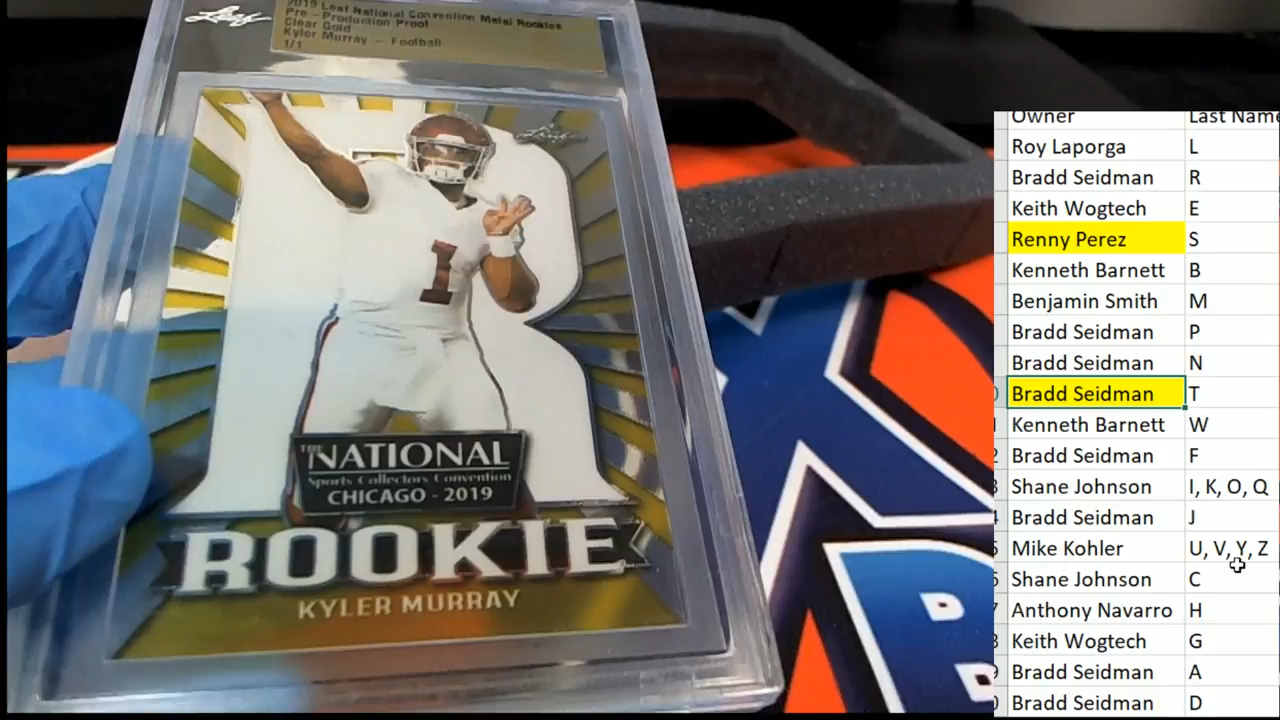 Leaf
2019 Leaf National Convention Metal Rookies
Pre-Production Proof
Clear Gold
Kyler Murray - Football
1/1
Leaf
1
THE NATIONAL
Sports Collectors Convention
CHICAGO - 2019
ROOKIE
KYLER MURRAY
Owner Last Name
Roy Laporga L
Bradd Seidman R
Keith Wogtech E
Renny Perez S
Kenneth Barnett B
Benjamin Smith M
Bradd Seidman P
Bradd Seidman N
Bradd Seidman T
Kenneth Barnett W
Bradd Seidman F
Shane Johnson I, K, O, Q
Bradd Seidman J
Mike Kohler U, V, Y, Z
Shane Johnson C
Anthony Navarro H
Keith Wogtech G
Bradd Seidman A
Bradd Seidman D